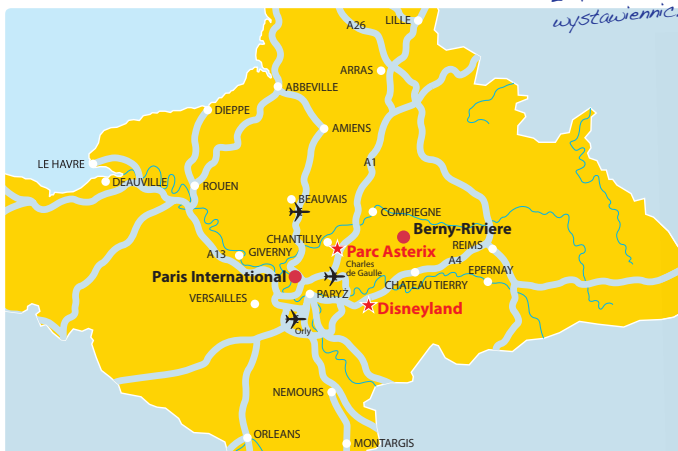 wystawiennic
LILLE
A26
ARRAS
ABBEVILLE
DIEPPE
AMIENS
LE HAVRE
A1
DEAUVILLE
ROUEN
BEAUVAIS
COMPIEGNE
Berny-Riviere
CHANTILLY
REIMS
Parc Asterix
A13
GIVERNY
A4
Charles
de Gaulle
EPERNAY
Paris International
CHATEAU TIERRY
PARYŻ
VERSAILLES
Disneyland
Orly
NEMOURS
ORLEANS
MONTARGIS